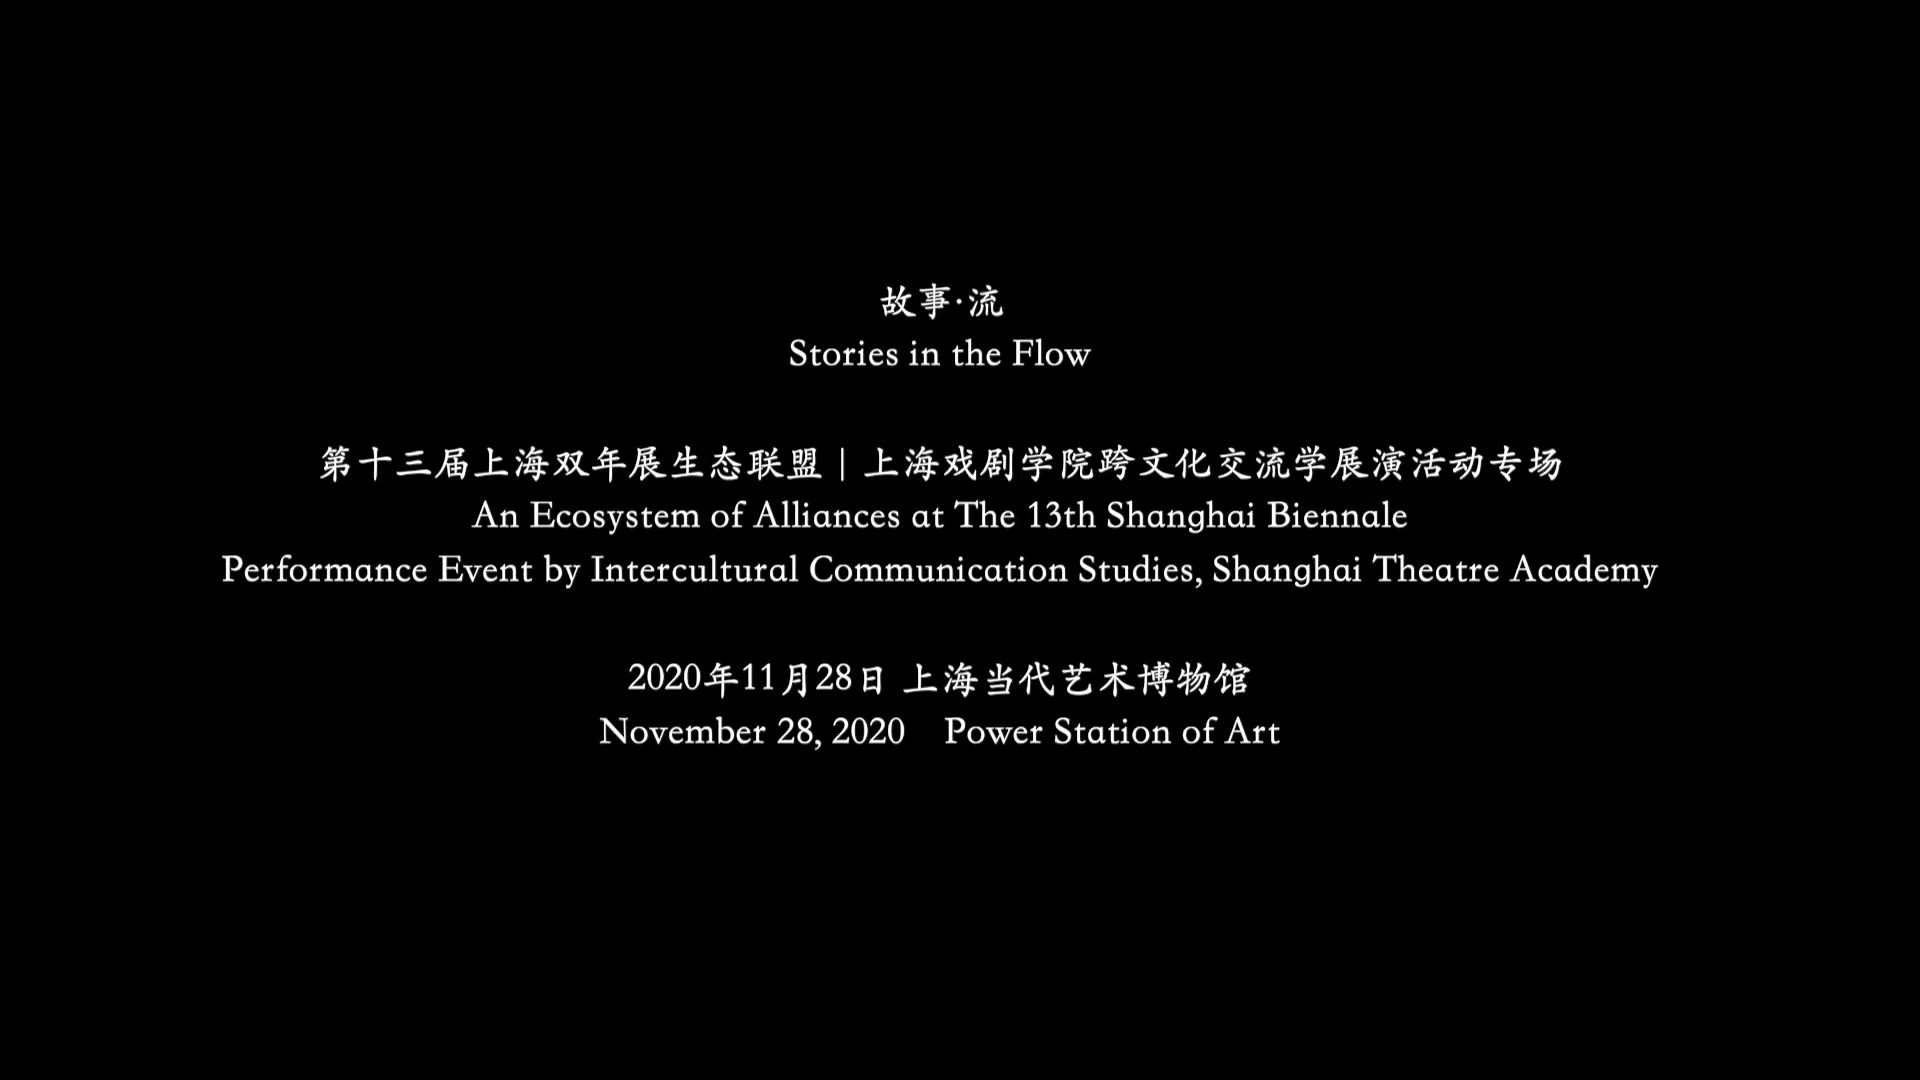 故事·流
Stories in the Flow
第十三届上海双年展生态联盟｜上海戏剧学院跨文化交流学展演活动专场
An Ecosystem of Alliances at The 13th Shanghai Biennale
Performance Event by Intercultural Communication Studies, Shanghai Theatre Academy
2020年11月28日 上海当代艺术博物馆
November 28, 2020 Power Station of Art